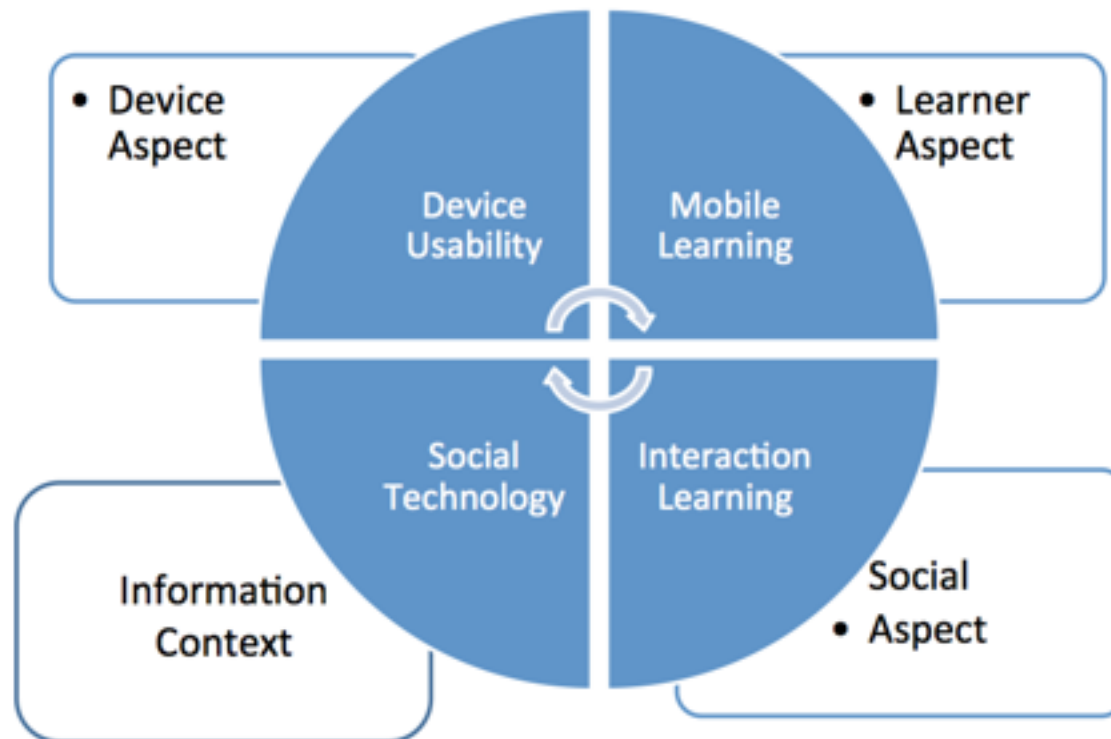 • Device
Aspect
• Learner
Aspect
Device
Usability
Mobile
Learning
Social
Technology
Interaction
Learning
Information
Context
Social
• Aspect